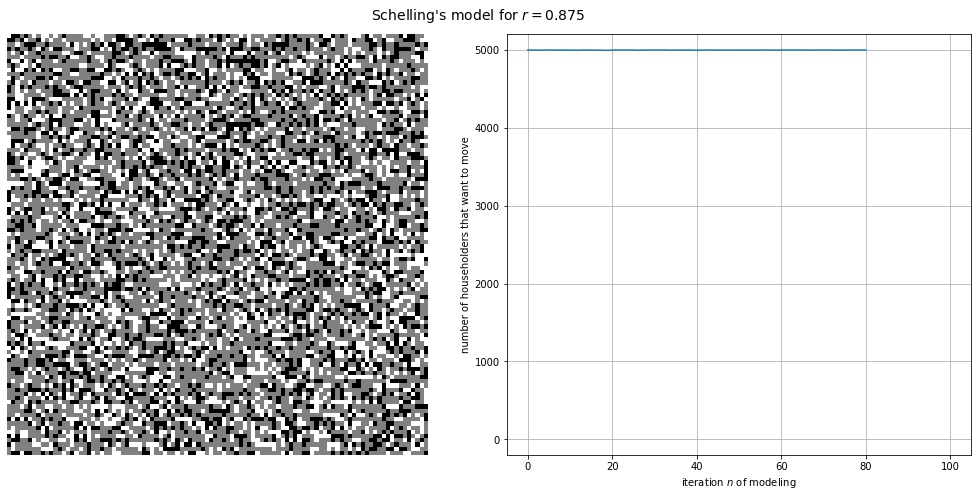 Schelling's model for r = 0.875
number of householders that want to move
5000
4000
3000
2000
1000
0
0 20 40 60 80 100
iteration n of modeling